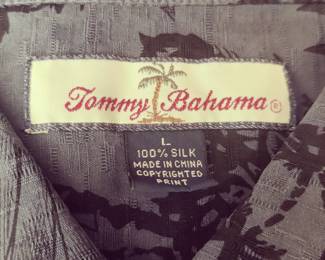 Tommy Bahama®
L
100% SILK
MADE IN CHINA
COPYRIGHTED
PRINT